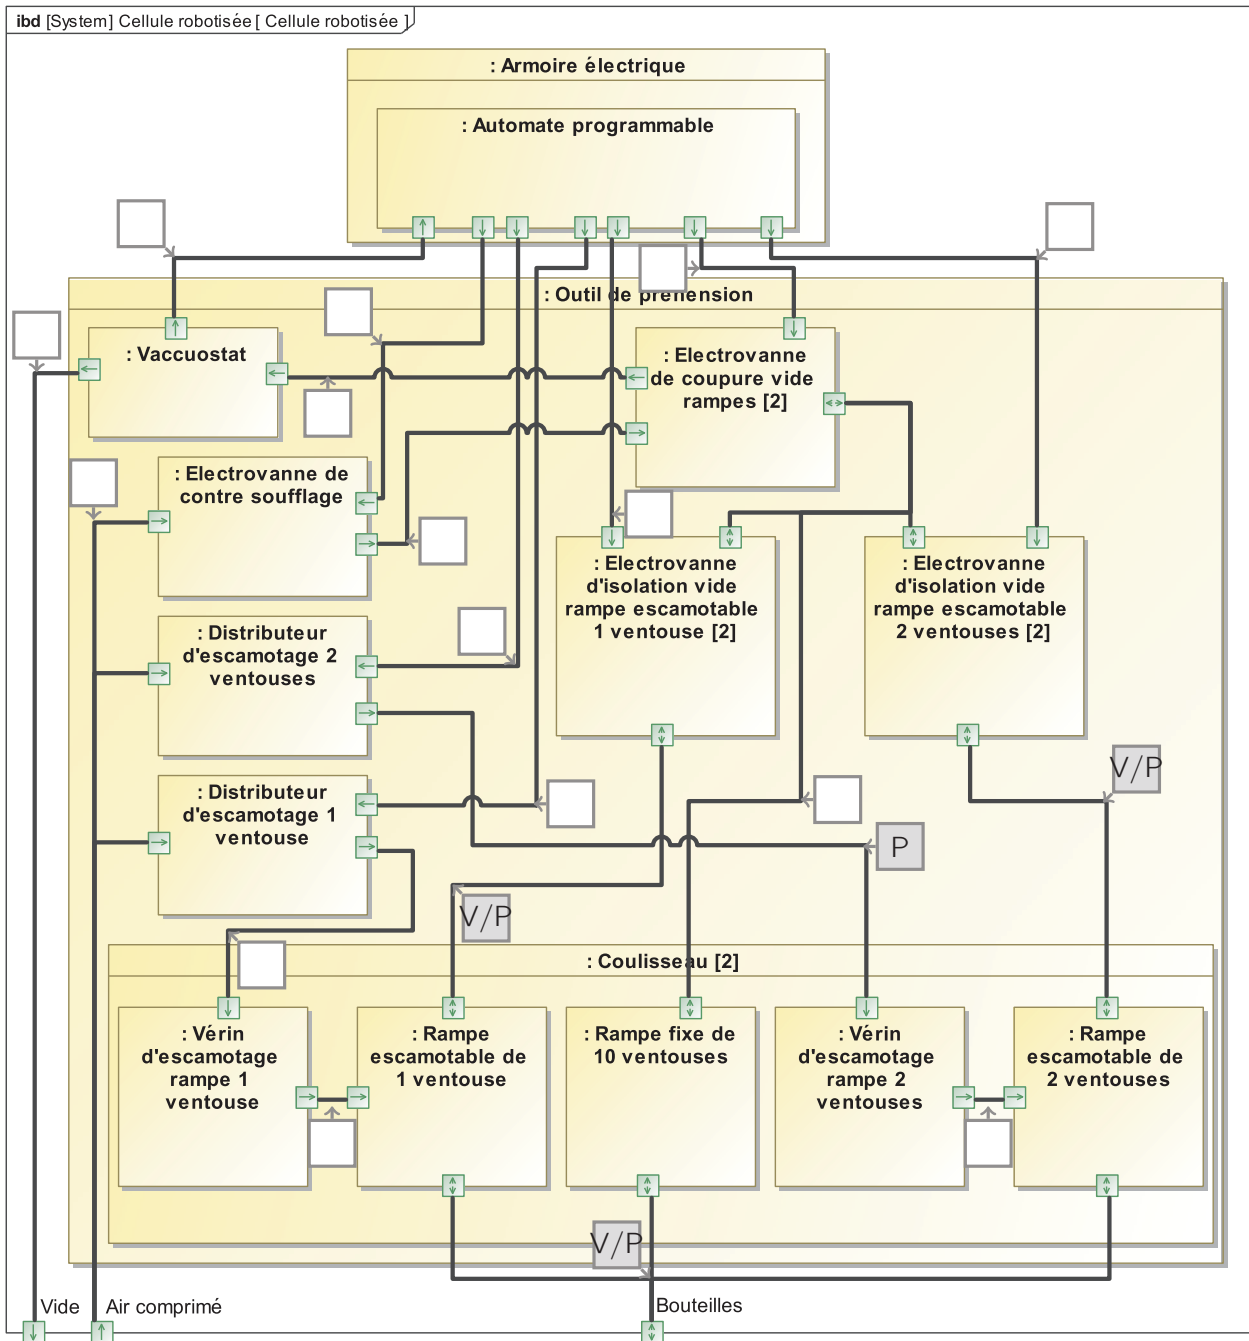 ibd [System] Cellule robotisée [ Cellule robotisée ]
: Armoire électrique
: Automate programmable
: Outil de préhension
: Vaccuostat
: Electrovanne
de coupure vide
rampes [2]
: Electrovanne de
contre soufflage
: Electrovanne
d'isolation vide
rampe escamotable
1 ventouse [2]
: Electrovanne
d'isolation vide
rampe escamotable
2 ventouses [2]
: Distributeur
d'escamotage 2
ventouses
V/P
: Distributeur
d'escamotage 1
ventouse
P
V/P
: Coulisseau [2]
: Vérin
d'escamotage
rampe 1
ventouse
: Rampe
escamotable de
1 ventouse
: Rampe fixe de
10 ventouses
: Vérin
d'escamotage
rampe 2
ventouses
: Rampe
escamotable de
2 ventouses
V/P
Vide
Air comprimé
Bouteilles